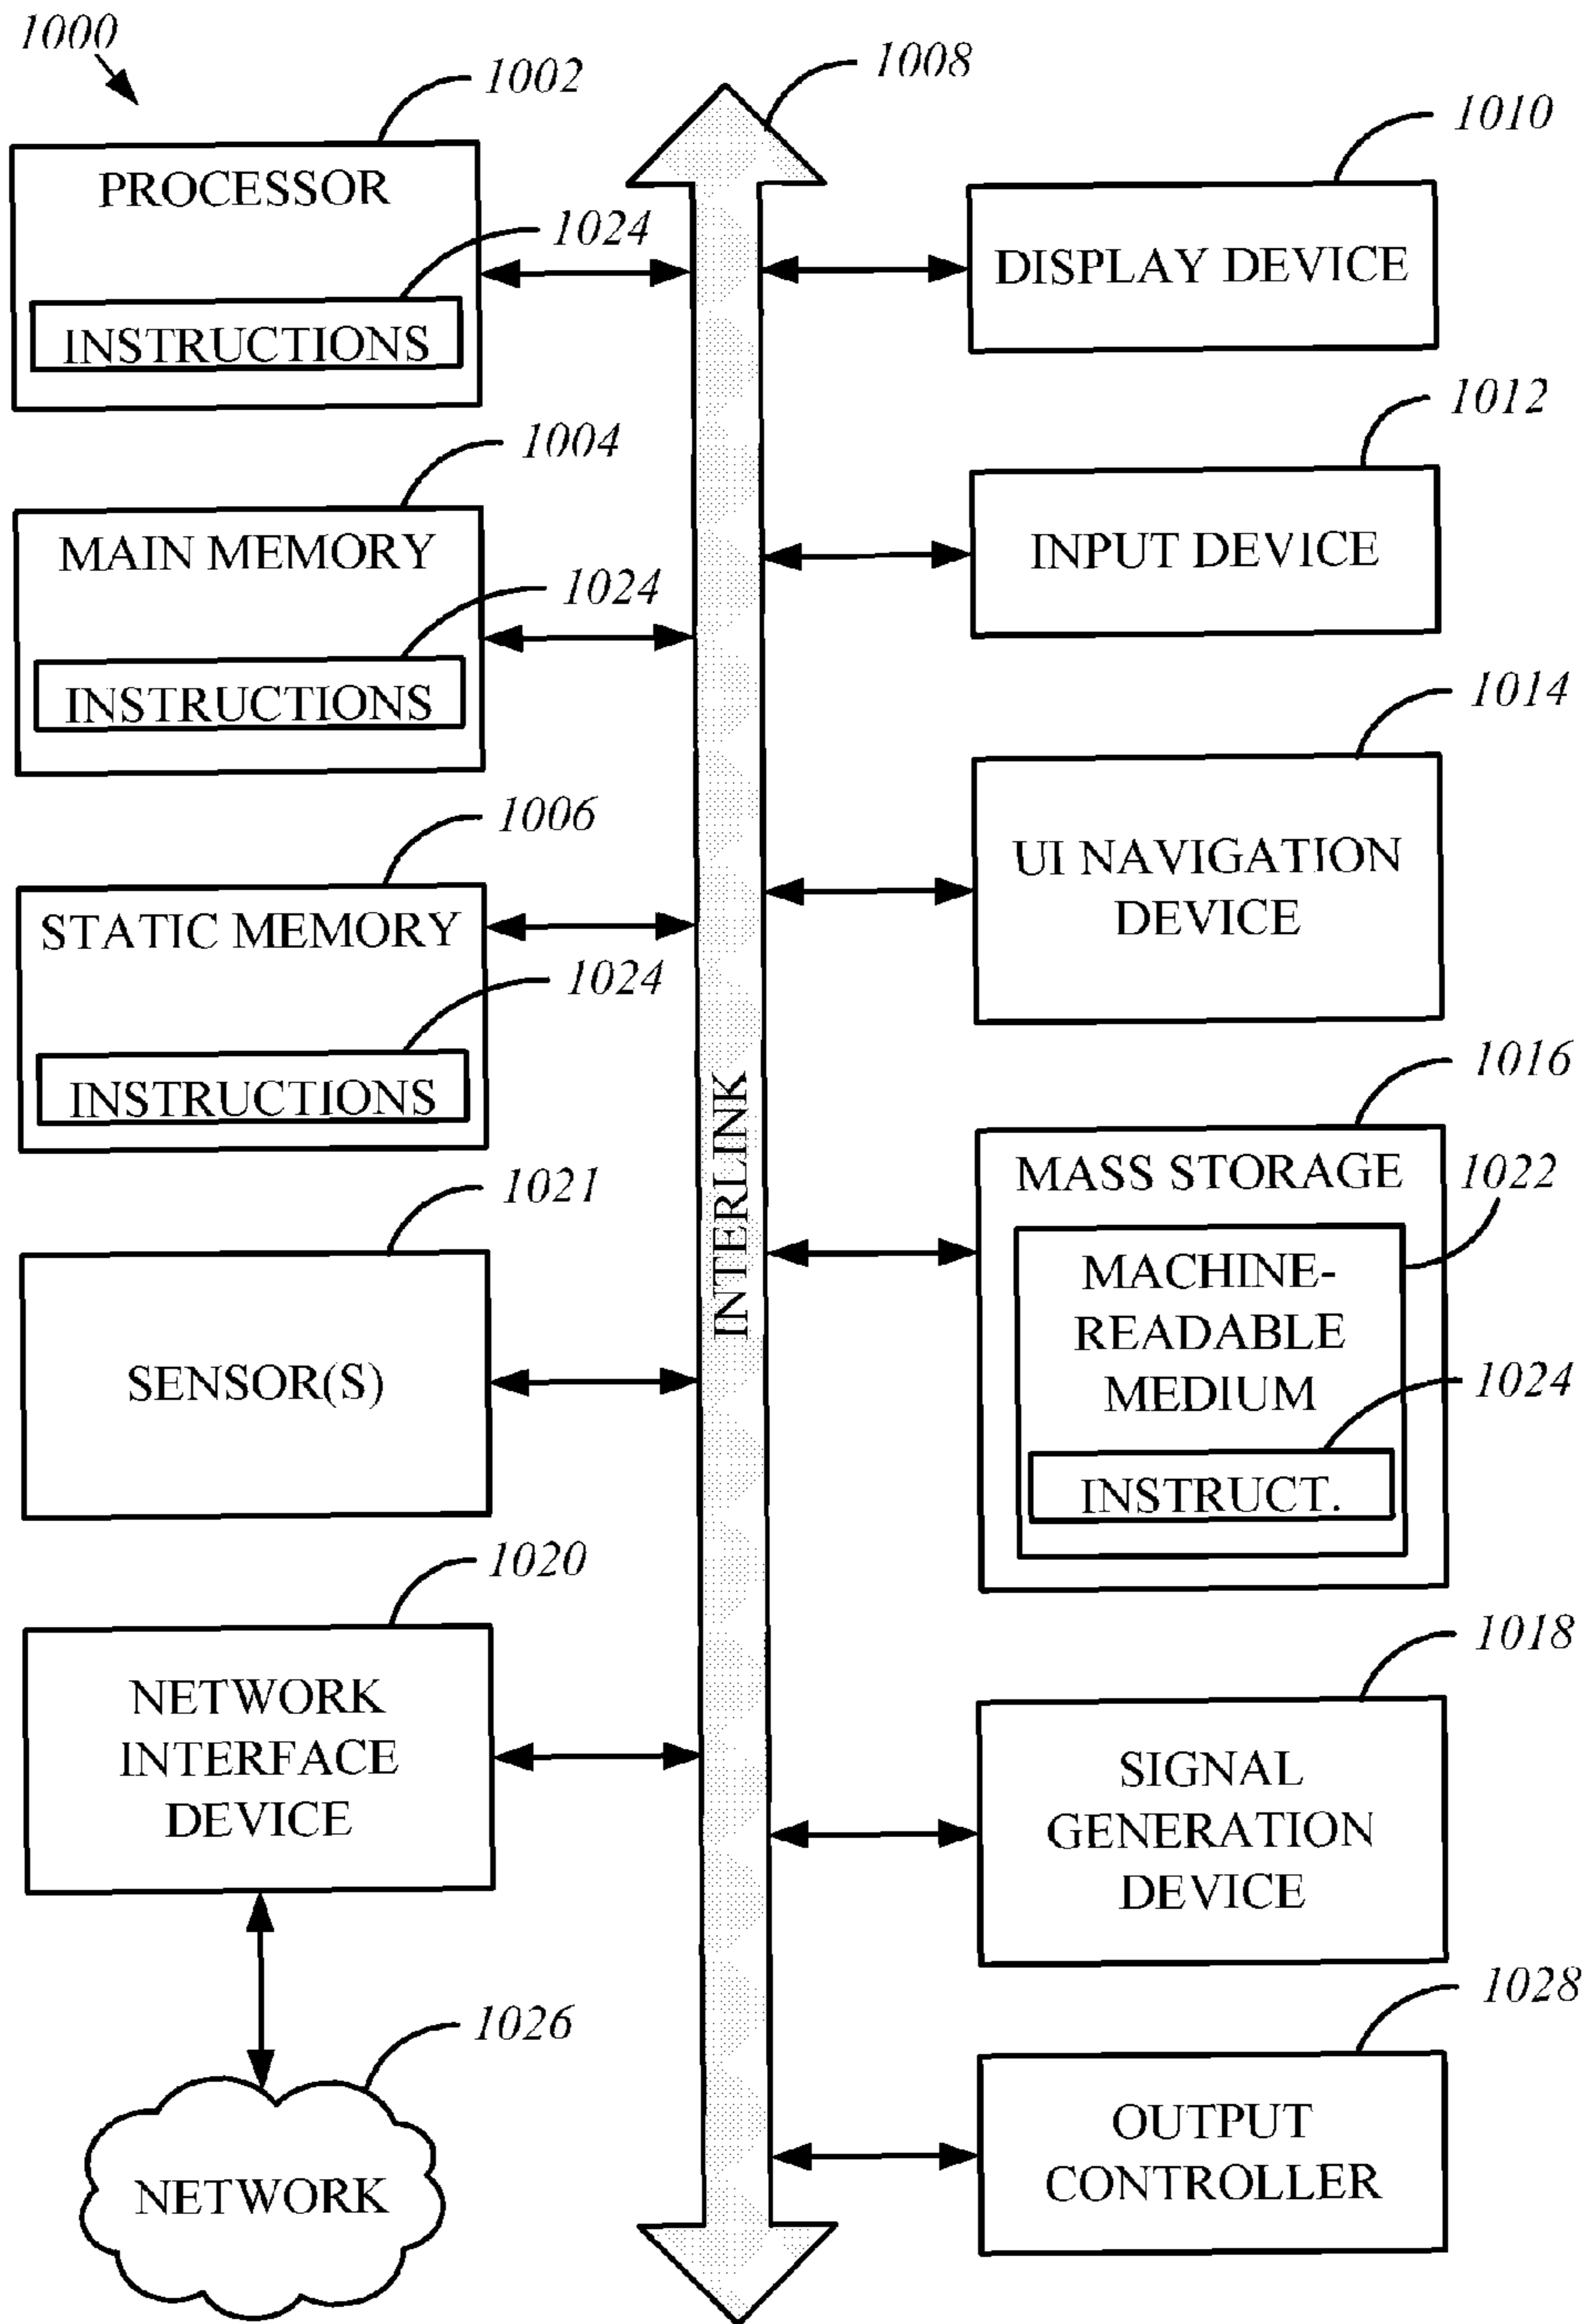 1000
1002
PROCESSOR
1024
INSTRUCTIONS
1004
MAIN MEMORY
1024
INSTRUCTIONS
1006
STATIC MEMORY
1024
INSTRUCTIONS
1021
SENSOR(S)
1020
NETWORK
INTERFACE
DEVICE
1026
NETWORK
1008
INTERLINK
1010
DISPLAY DEVICE
1012
INPUT DEVICE
1014
UI NAVIGATION
DEVICE
1016
MASS STORAGE
1022
MACHINE-
READABLE
MEDIUM
1024
INSTRUCT.
1018
SIGNAL
GENERATION
DEVICE
1028
OUTPUT
CONTROLLER